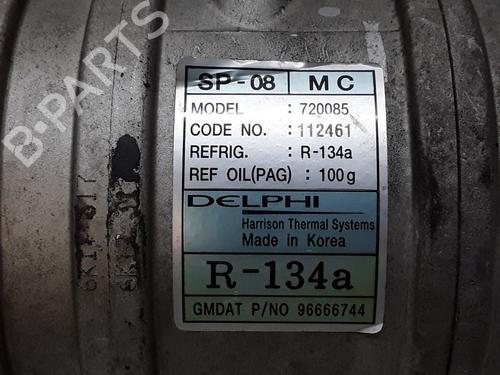 B-PARTS
SP-08 MC
MODEL : 720085
CODE NO. : 112461
REFRIG. : R-134a
REF OIL(PAG) : 100g
DELPHI
Harrison Thermal Systems
Made in Korea
R-134a
GMDAT P/NO 96666744